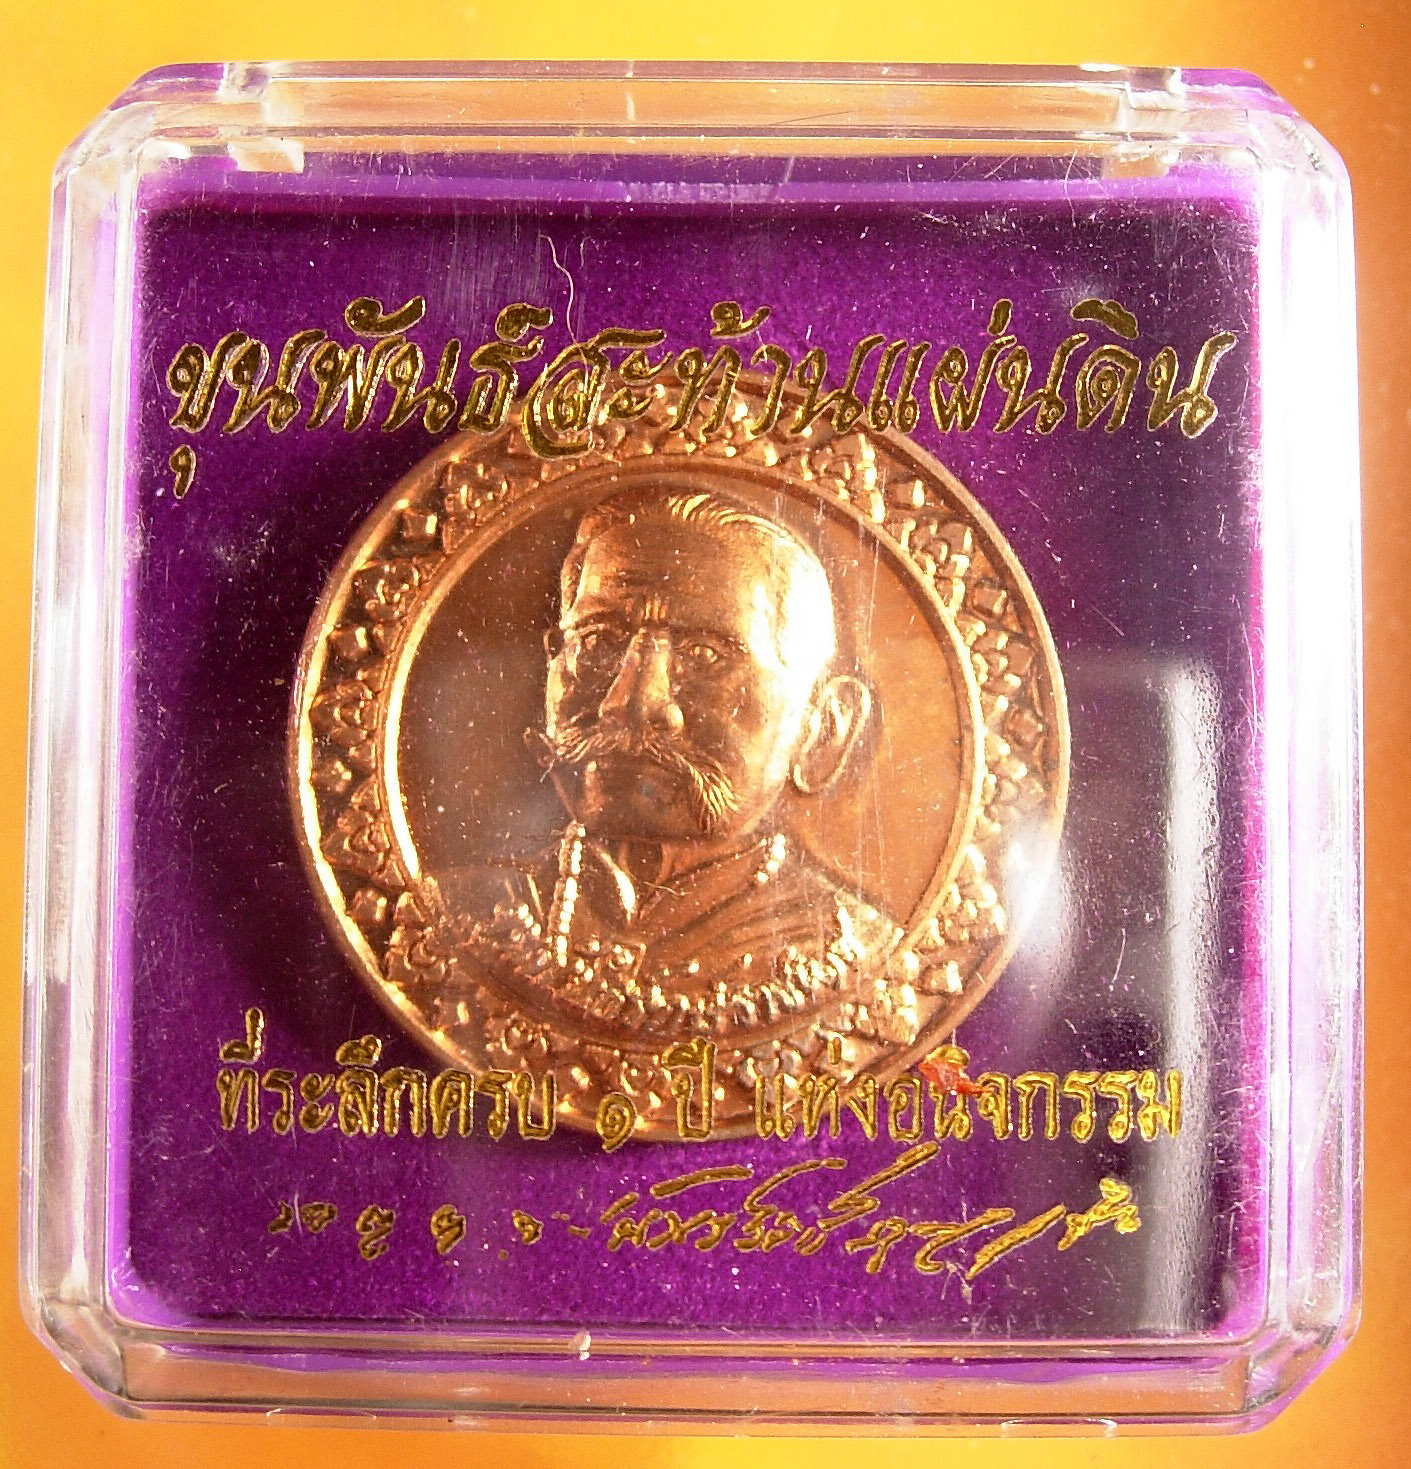 ขุนพันธ์สะท้านแผ่นดิน
ที่ระลึกครบ ๑ ปี แห่งอนิจกรรม